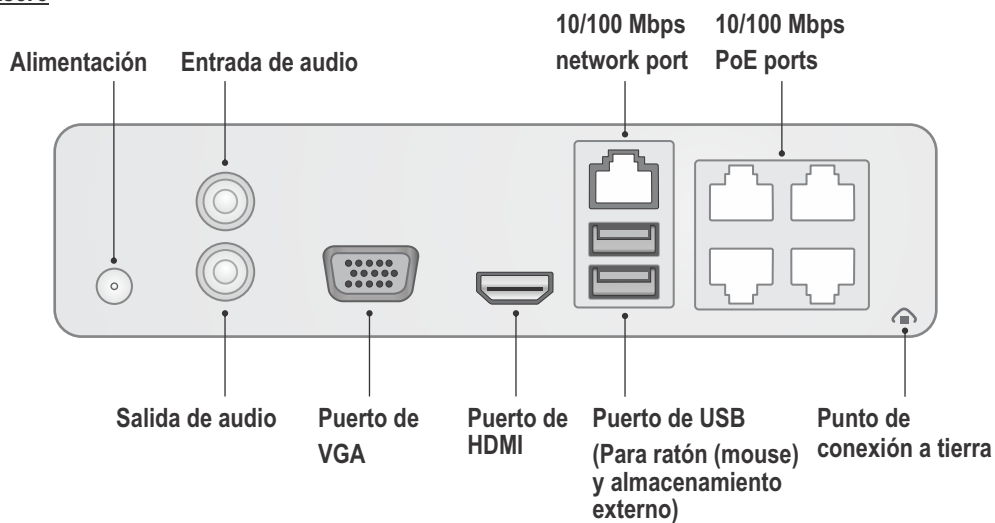 10/100 Mbps
network port
10/100 Mbps
PoE ports
Alimentación
Entrada de audio
Salida de audio
Puerto de
VGA
Puerto de
HDMI
Puerto de USB
(Para ratón (mouse)
y almacenamiento
externo)
Punto de
conexión a tierra